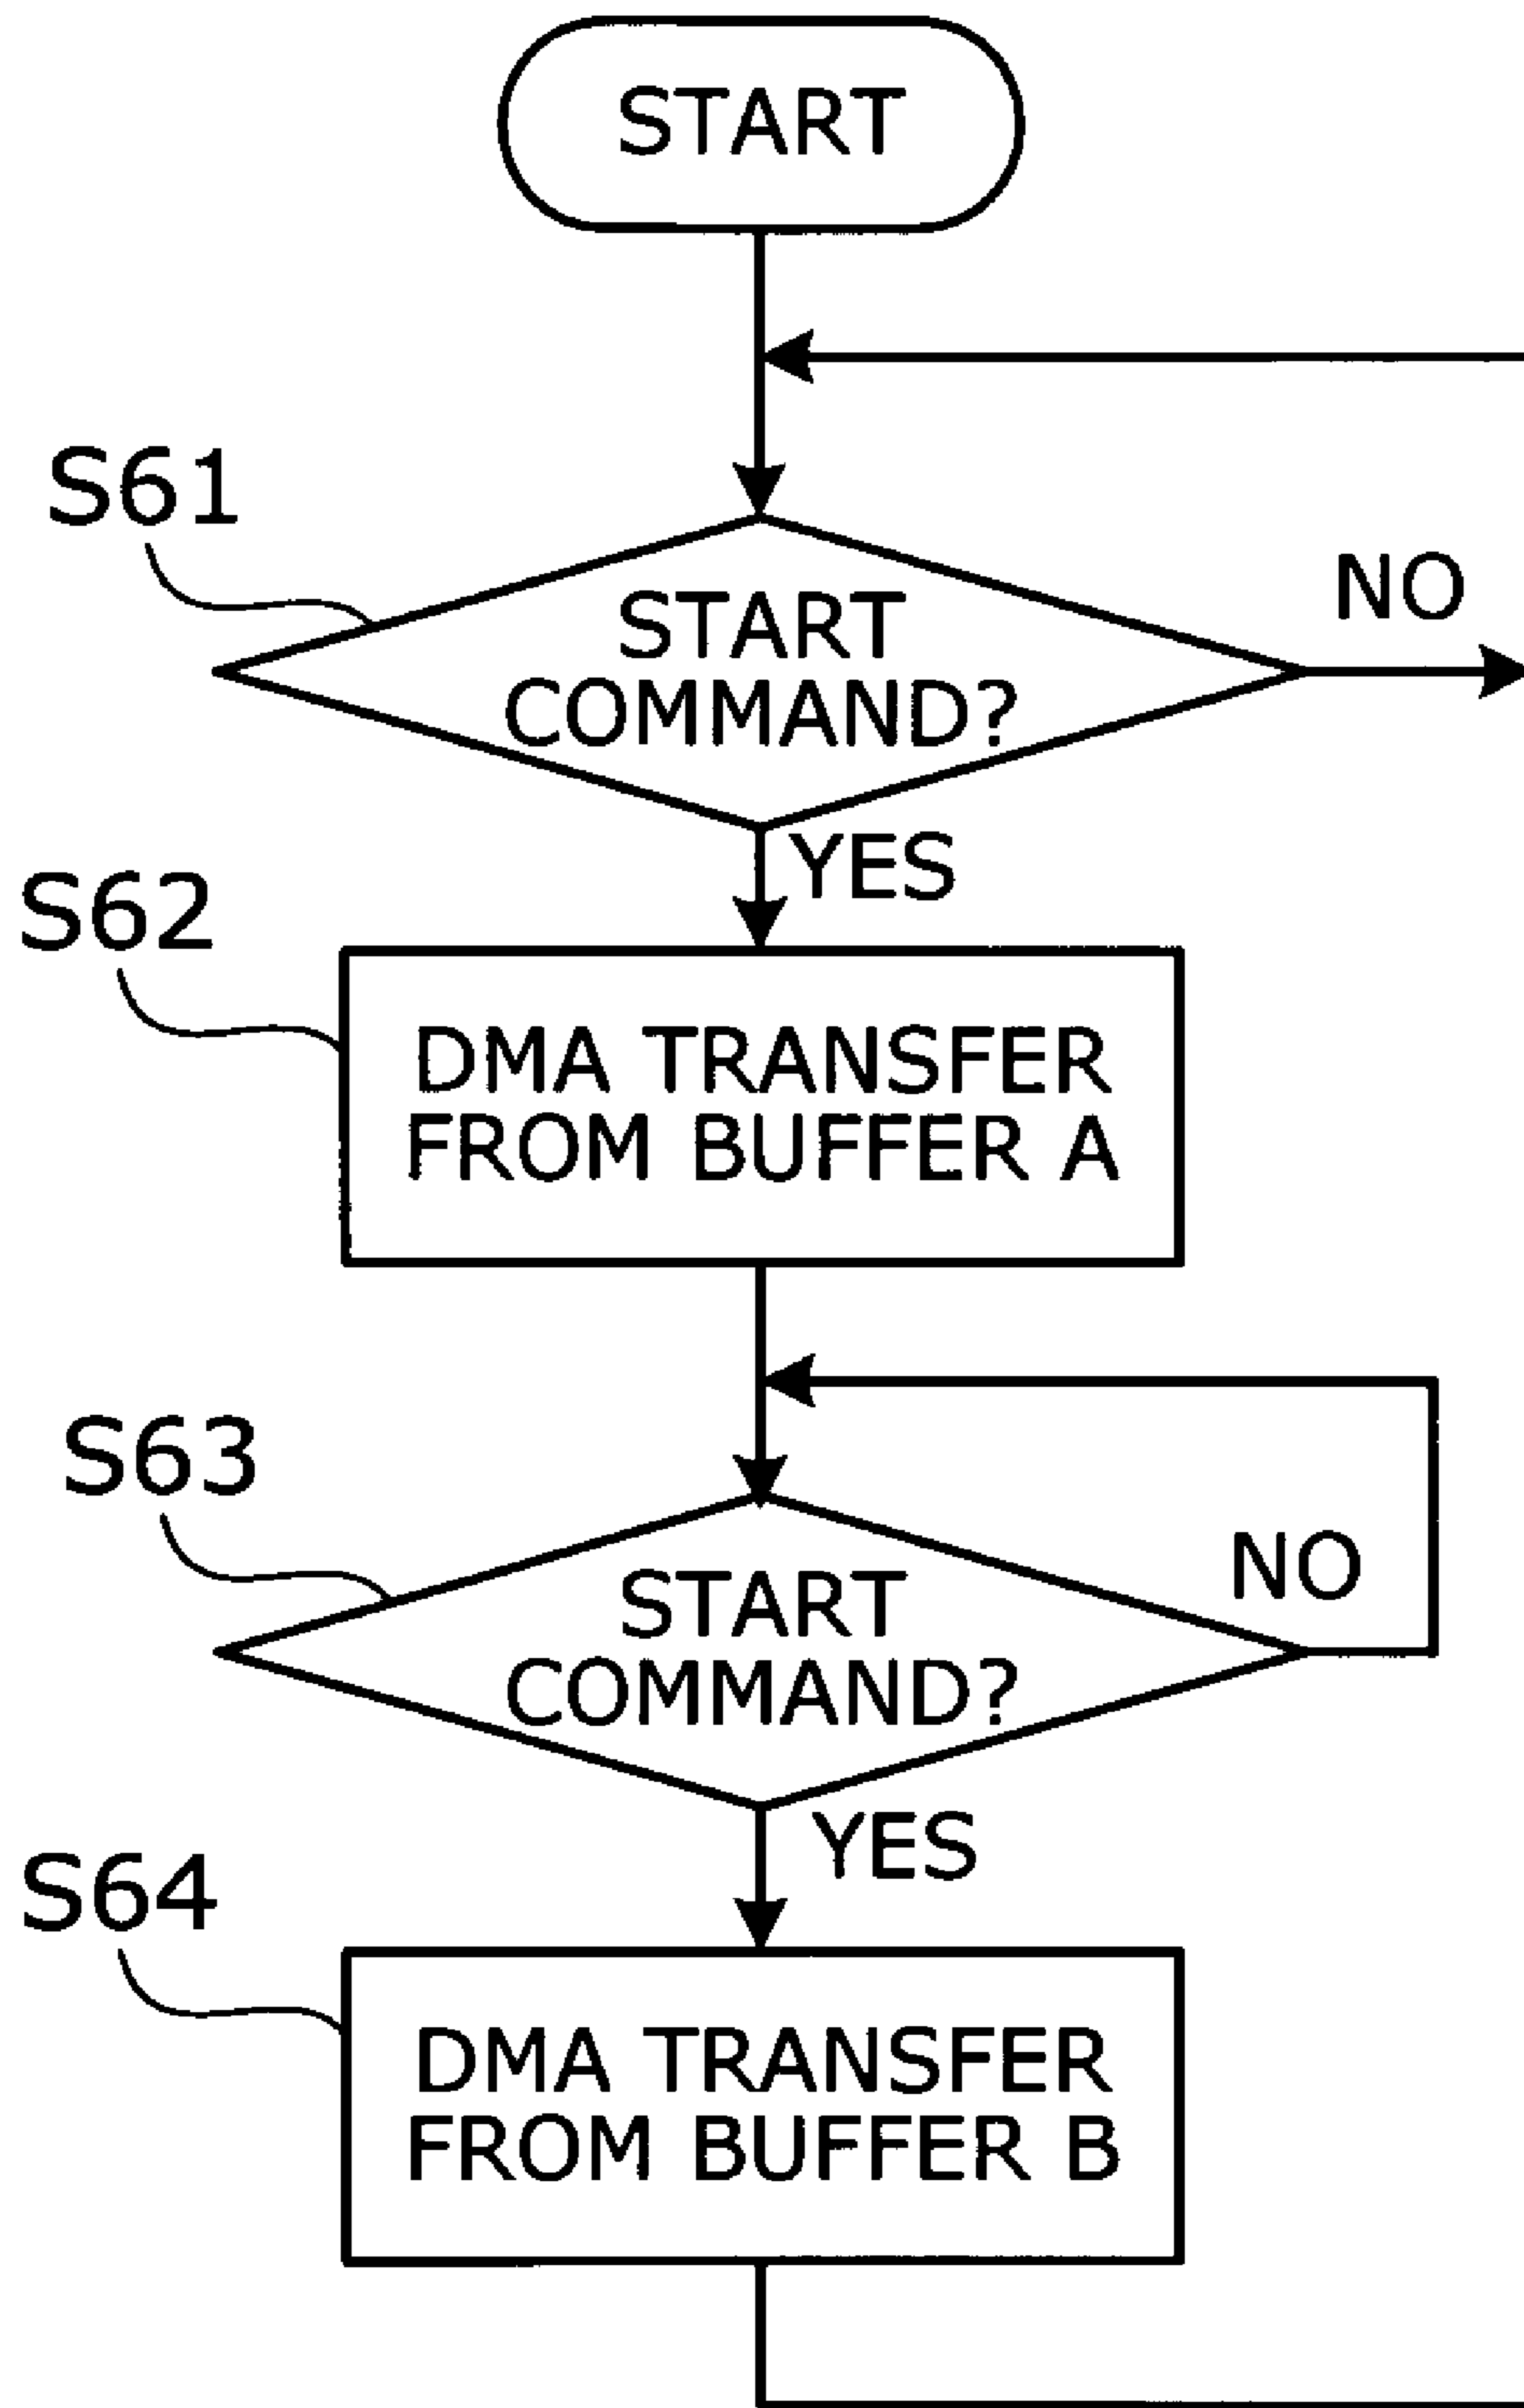 START
S61
START
COMMAND?
NO
YES
S62
DMA TRANSFER
FROM BUFFER A
S63
START
COMMAND?
NO
YES
S64
DMA TRANSFER
FROM BUFFER B